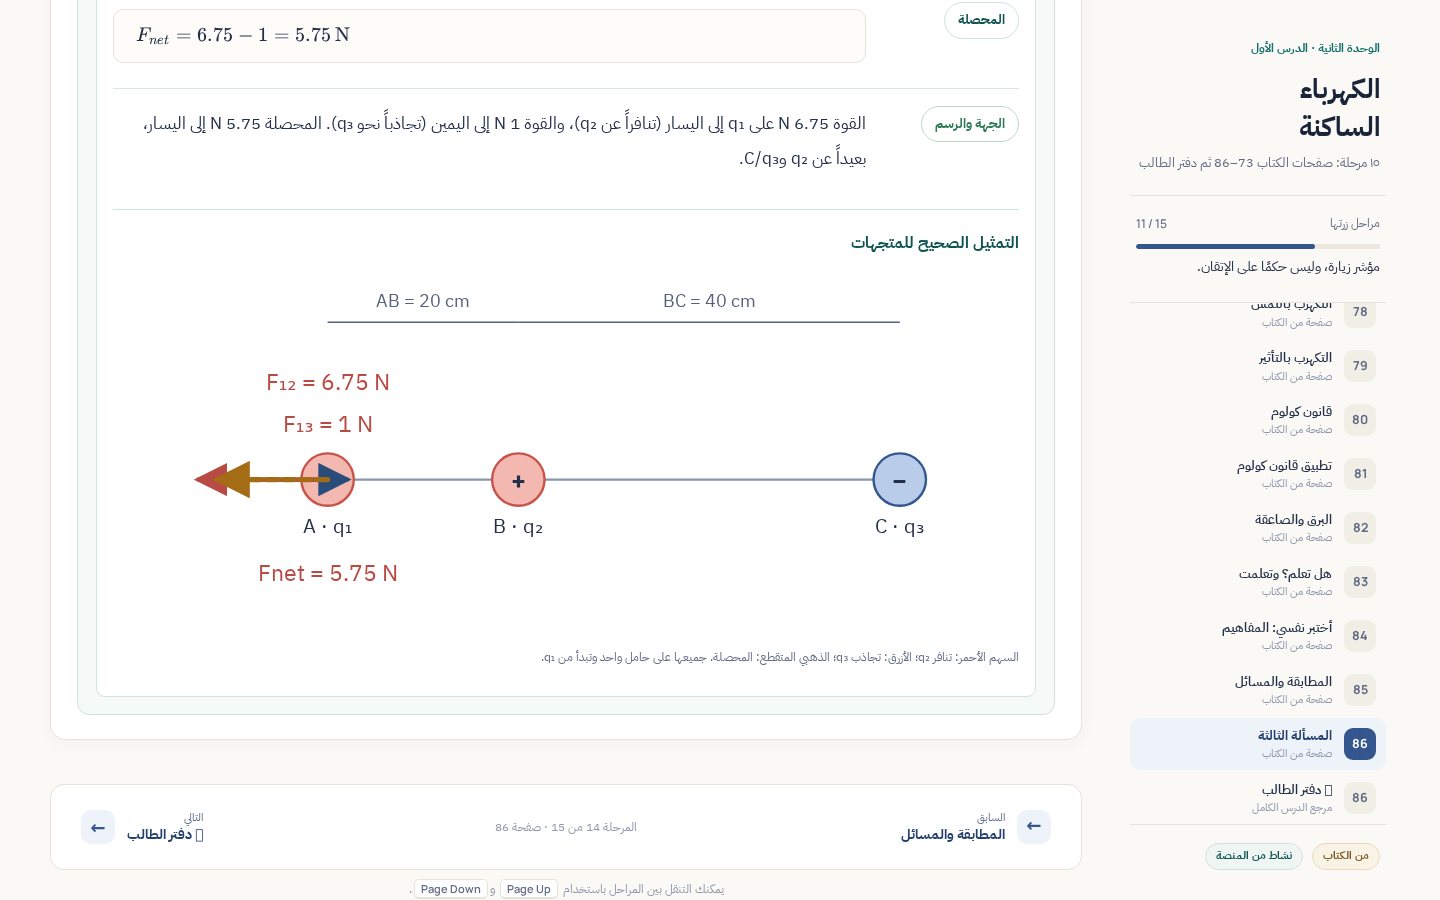 الوحدة الثانية · الدرس الأول
الكهرباء
الساكنة
١٥ مرحلة: صفحات الكتاب 73–86 ثم دفتر الطالب
مراحل زرتها
11 / 15
مؤشر زيارة، وليس حكمًا على الإتقان.
78
التكهرب باللمس
صفحة من الكتاب
79
التكهرب بالتأثير
صفحة من الكتاب
80
قانون كولوم
صفحة من الكتاب
81
تطبيق قانون كولوم
صفحة من الكتاب
82
البرق والصاعقة
صفحة من الكتاب
83
هل تعلم؟ وتعلمت
صفحة من الكتاب
84
أختبر نفسي: المفاهيم
صفحة من الكتاب
85
المطابقة والمسائل
صفحة من الكتاب
86
المسألة الثالثة
صفحة من الكتاب
86
دفتر الطالب
مرجع الدرس الكامل
من الكتاب
نشاط من المنصة
المحصلة
F_net = 6.75 − 1 = 5.75 N
الجهة والرسم
القوة 6.75 N على q₁ إلى اليسار (تنافراً عن q₂)، والقوة 1 N إلى اليمين (تجاذباً نحو q₃). المحصلة 5.75 N إلى اليسار،
بعيداً عن q₂ وC/q₃.
التمثيل الصحيح للمتجهات
AB = 20 cm
BC = 40 cm
F₁₂ = 6.75 N
F₁₃ = 1 N
+
−
A · q₁
B · q₂
C · q₃
Fnet = 5.75 N
السهم الأحمر: تنافر q₂؛ الأزرق: تجاذب q₃؛ الذهبي المتقطع: المحصلة. جميعها على حامل واحد وتبدأ من q₁.
← السابق
المطابقة والمسائل
المرحلة 14 من 15 · صفحة 86
التالي ←
دفتر الطالب
يمكنك التنقل بين المراحل باستخدام Page Up و Page Down .